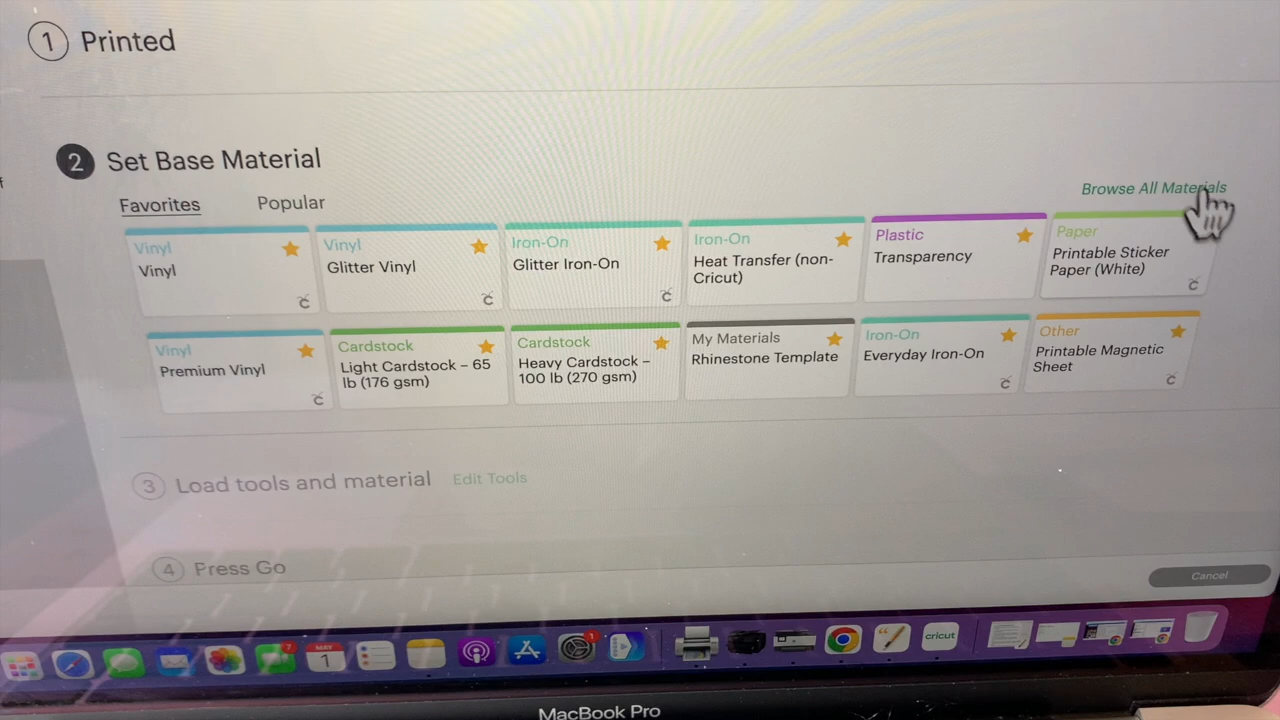 1 Printed
2 Set Base Material
Favorites Popular
Browse All Materials
Vinyl
Vinyl
Vinyl
Glitter Vinyl
Iron-On
Glitter Iron-On
Iron-On
Heat Transfer (non-
Cricut)
Plastic
Transparency
Paper
Printable Sticker
Paper (White)
Vinyl
Premium Vinyl
Cardstock
Light Cardstock – 65
lb (176 gsm)
Cardstock
Heavy Cardstock –
100 lb (270 gsm)
My Materials
Rhinestone Template
Iron-On
Everyday Iron-On
Other
Printable Magnetic
Sheet
3 Load tools and material Edit Tools
4 Press Go
Cancel
7
MAY
1
1
cricut
MacBook Pro